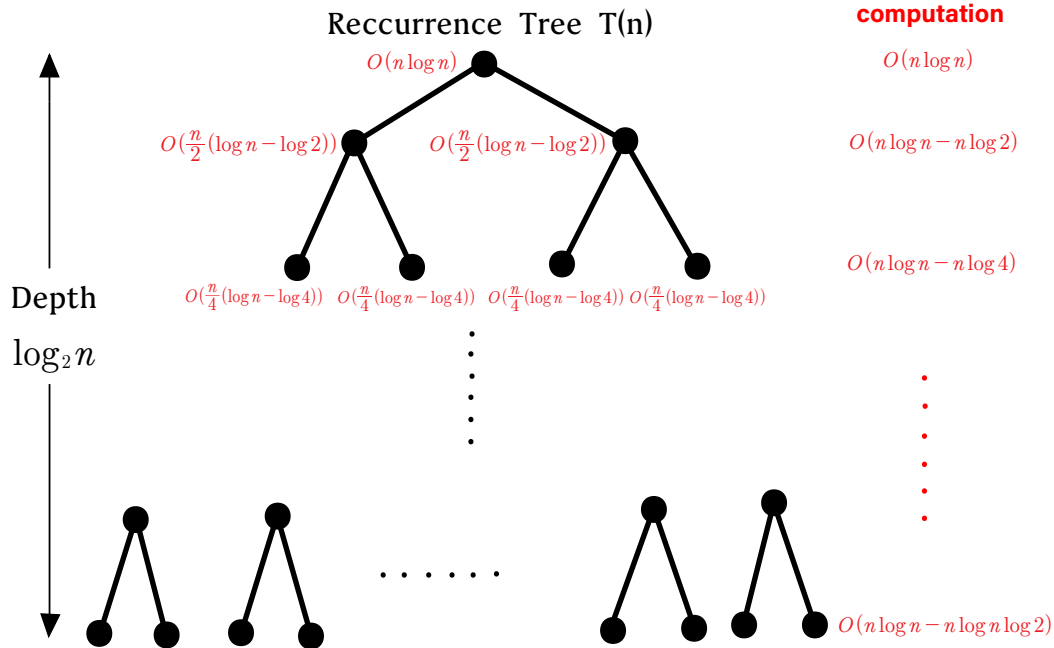 Reccurrence Tree T(n)
computation
O(n log n)
O(n log n)
O(n/2(log n − log 2))
O(n/2(log n − log 2))
O(n log n − n log 2)
O(n log n − n log 4)
O(n/4(log n − log 4))
O(n/4(log n − log 4))
O(n/4(log n − log 4))
O(n/4(log n − log 4))
Depth
log₂n
O(n log n − n log n log 2)